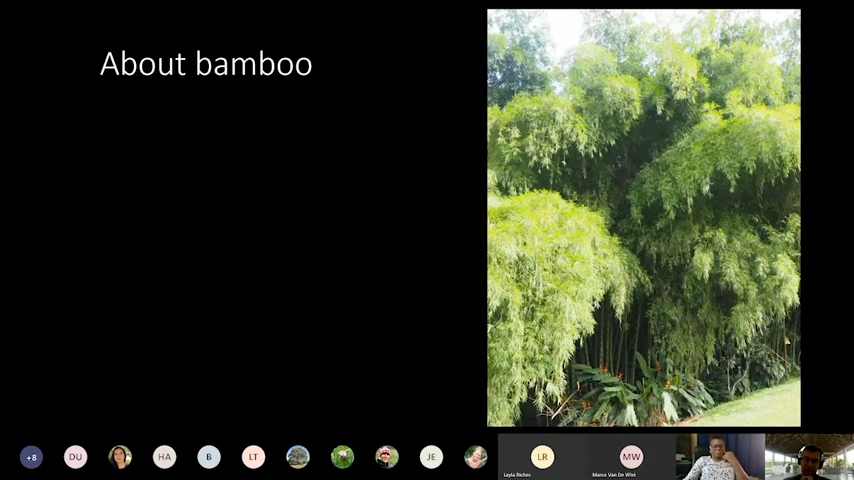 About bamboo
+8
DU
HA
B
LT
JE
LR
MW
Leyla Riches
Marco Van De Wiel